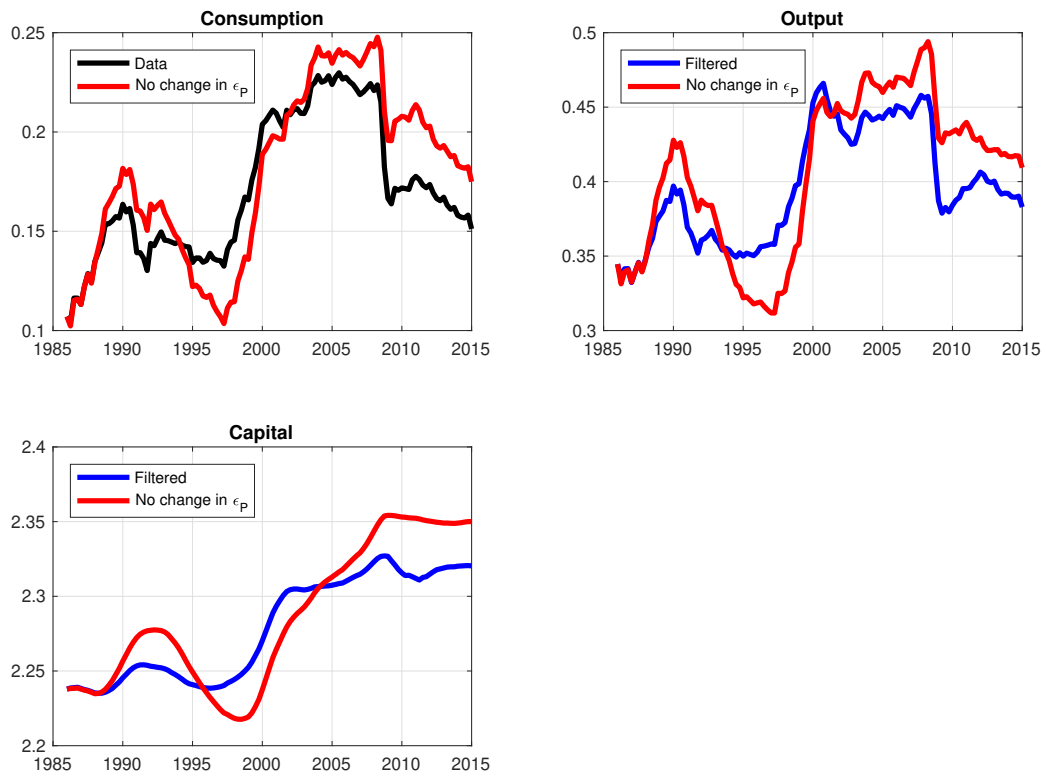 Consumption
0.25
0.2
0.15
0.1
1985 1990 1995 2000 2005 2010 2015
Data
No change in ϵP
Output
0.5
0.45
0.4
0.35
0.3
1985 1990 1995 2000 2005 2010 2015
Filtered
No change in ϵP
Capital
2.4
2.35
2.3
2.25
2.2
1985 1990 1995 2000 2005 2010 2015
Filtered
No change in ϵP